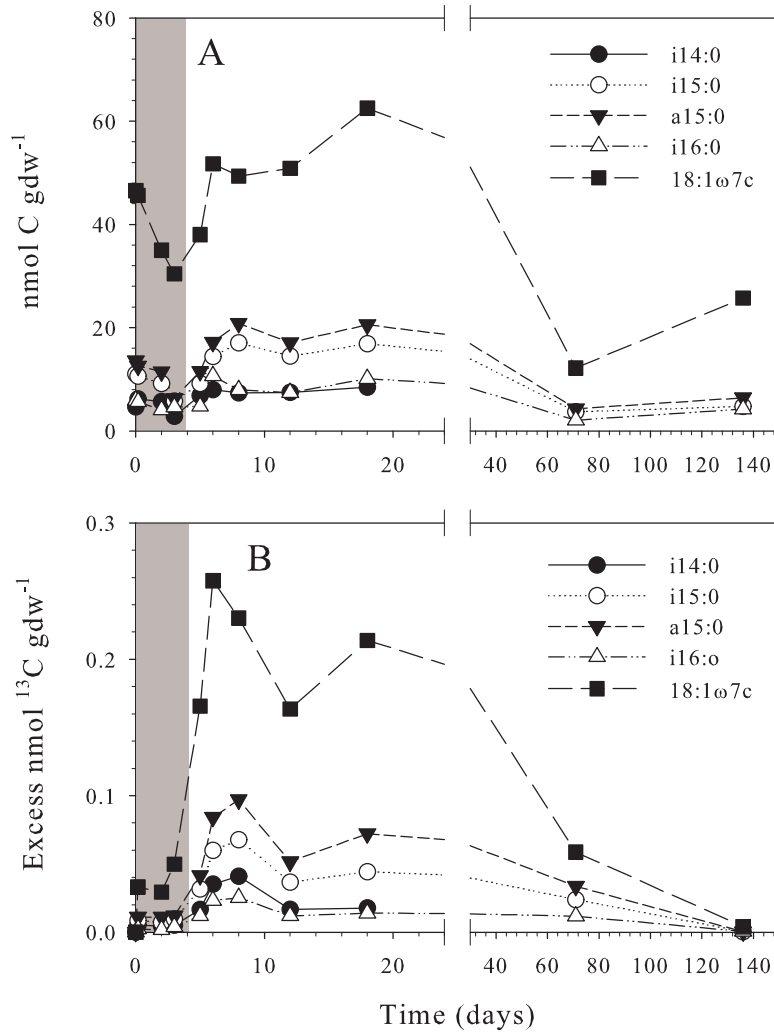 80
60
40
20
0
nmol C gdw⁻¹
A
i14:0
i15:0
a15:0
i16:0
18:1ω7c
0 10 20 40 60 80 100 120 140
0.3
0.2
0.1
0.0
Excess nmol ¹³C gdw⁻¹
B
i14:0
i15:0
a15:0
i16:o
18:1ω7c
0 10 20 40 60 80 100 120 140
Time (days)